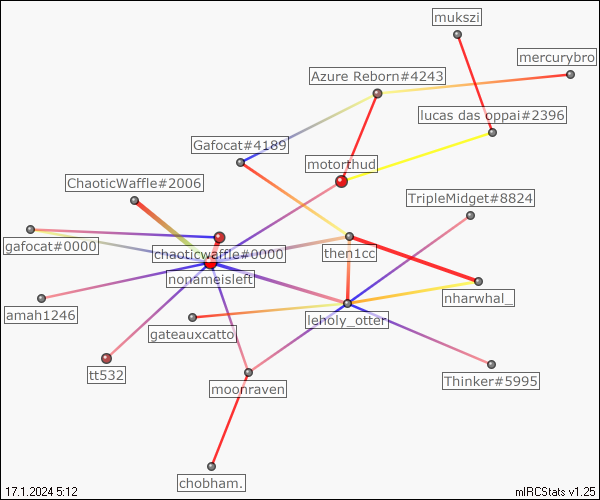 mukszi
mercurybro
Azure Reborn#4243
lucas das oppai#2396
Gafocat#4189
motorthud
ChaoticWaffle#2006
TripleMidget#8824
gafocat#0000
chaoticwaffle#0000
then1cc
nonameisleft
nharwhal_
amah1246
leholy_otter
gateauxcatto
tt532
moonraven
Thinker#5995
chobham.
17.1.2024 5:12
mIRCStats v1.25